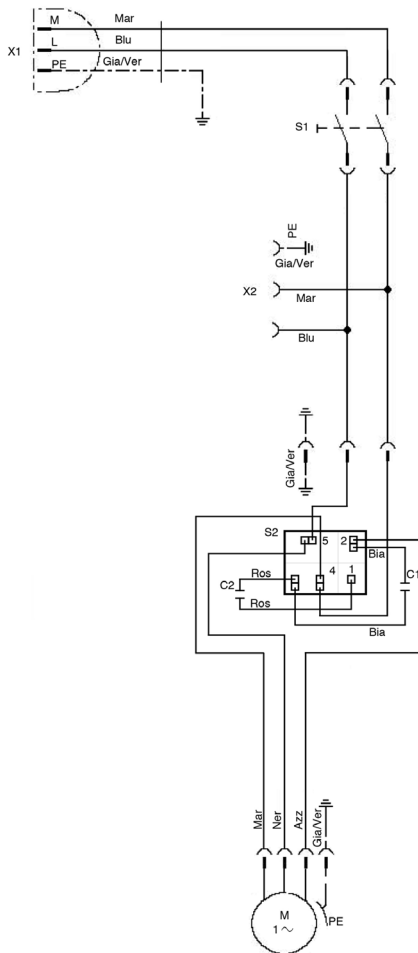 M
Mar
L
Blu
X1
PE
Gia/Ver
S1
PE
Gia/Ver
X2
Mar
Blu
Gia/Ver
S2
5
2
Bia
Ros
4
1
C2
C1
Ros
Bia
Mar
Ner
Azz
Gia/Ver
M
1
PE